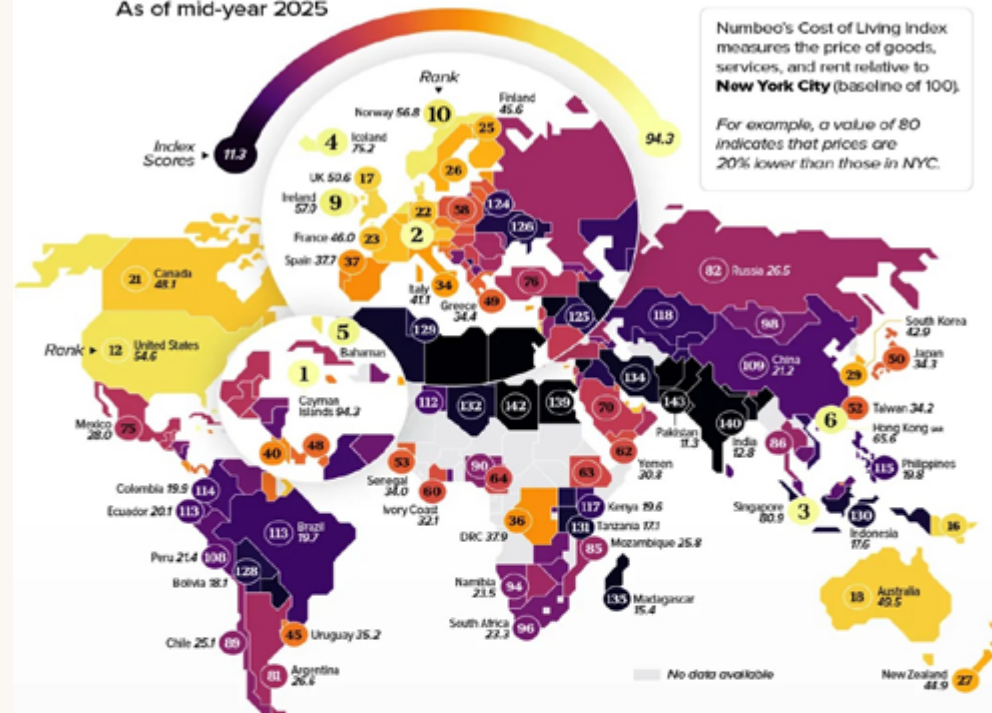 As of mid-year 2025
Numbeo's Cost of Living Index
measures the price of goods,
services, and rent relative to
New York City (baseline of 100).
For example, a value of 80
indicates that prices are
20% lower than those in NYC.
Index
Scores
11.3
94.3
Rank
Norway 56.8
10
Finland
45.6
25
4
Iceland
75.2
26
UK 50.6
17
Ireland
9
22
58
124
126
2
France 46.0
23
Spain 37.7
37
Italy
41.1
34
Greece
34.4
49
76
125
129
21
Canada
48.1
Rank
12
United States
54.6
5
Bahamas
1
Cayman
Islands 94.3
40
48
Mexico
28.0
75
82
Russia 26.5
118
98
109
China
21.2
South Korea
42.9
29
50
Japan
34.3
52
Taiwan 34.2
6
Hong Kong
65.6
134
143
Pakistan
11.3
140
India
12.8
86
115
Philippines
19.8
112
132
142
139
70
62
Yemen
30.8
53
Senegal
34.0
60
Ivory Coast
32.1
90
64
63
36
DRC 37.9
117
Kenya 19.6
131
Tanzania 17.1
85
Mozambique 25.8
94
Namibia
23.5
96
South Africa
23.3
135
Madagascar
15.4
Singapore
80.9
3
130
Indonesia
17.6
16
18
Australia
49.5
New Zealand
44.9
27
Colombia 19.9
114
Ecuador 20.1
113
113
Brazil
19.7
Peru 21.4
108
Bolivia 18.1
128
Chile 25.1
89
45
Uruguay 35.2
81
Argentina
26.6
No data available